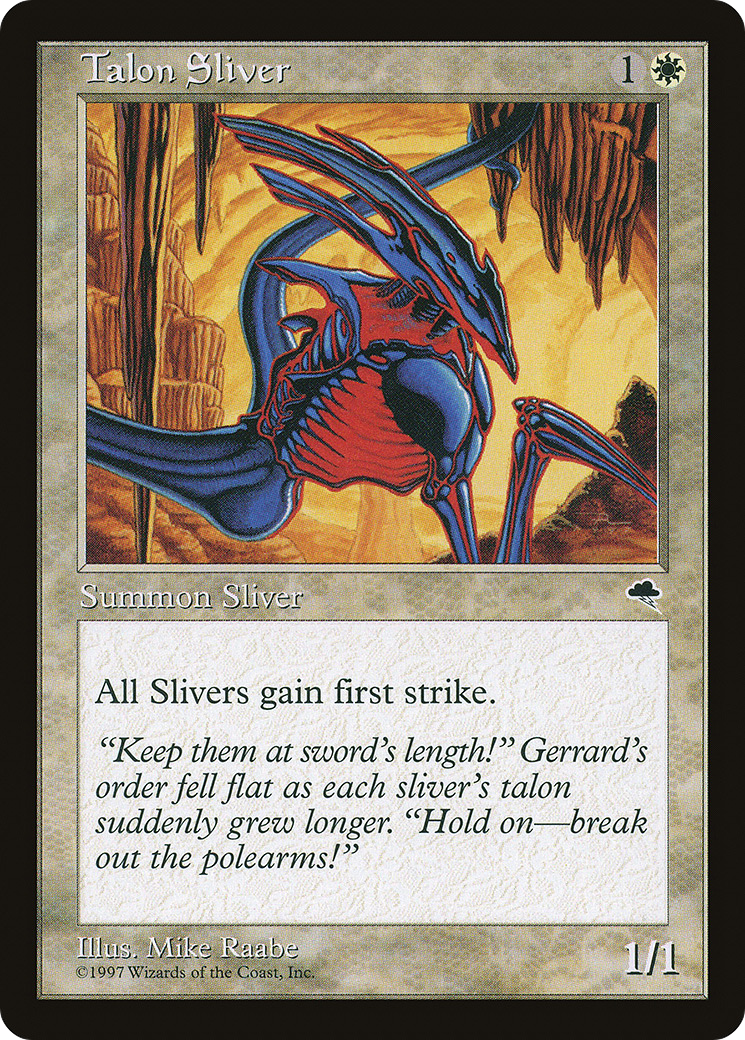 Talon Sliver 1
Summon Sliver
All Slivers gain first strike.
“Keep them at sword’s length!” Gerrard’s
order fell flat as each sliver’s talon
suddenly grew longer. “Hold on—break
out the polearms!”
Illus. Mike Raabe
©1997 Wizards of the Coast, Inc.
1/1